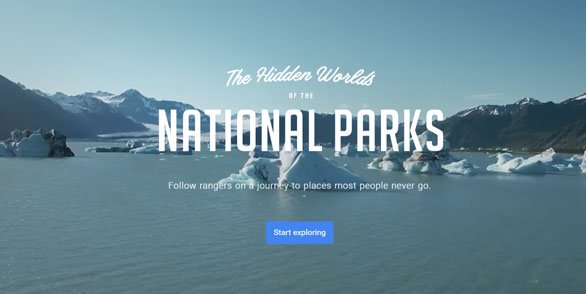 The Hidden Worlds
OF THE
NATIONAL PARKS
Follow rangers on a journey to places most people never go.
Start exploring